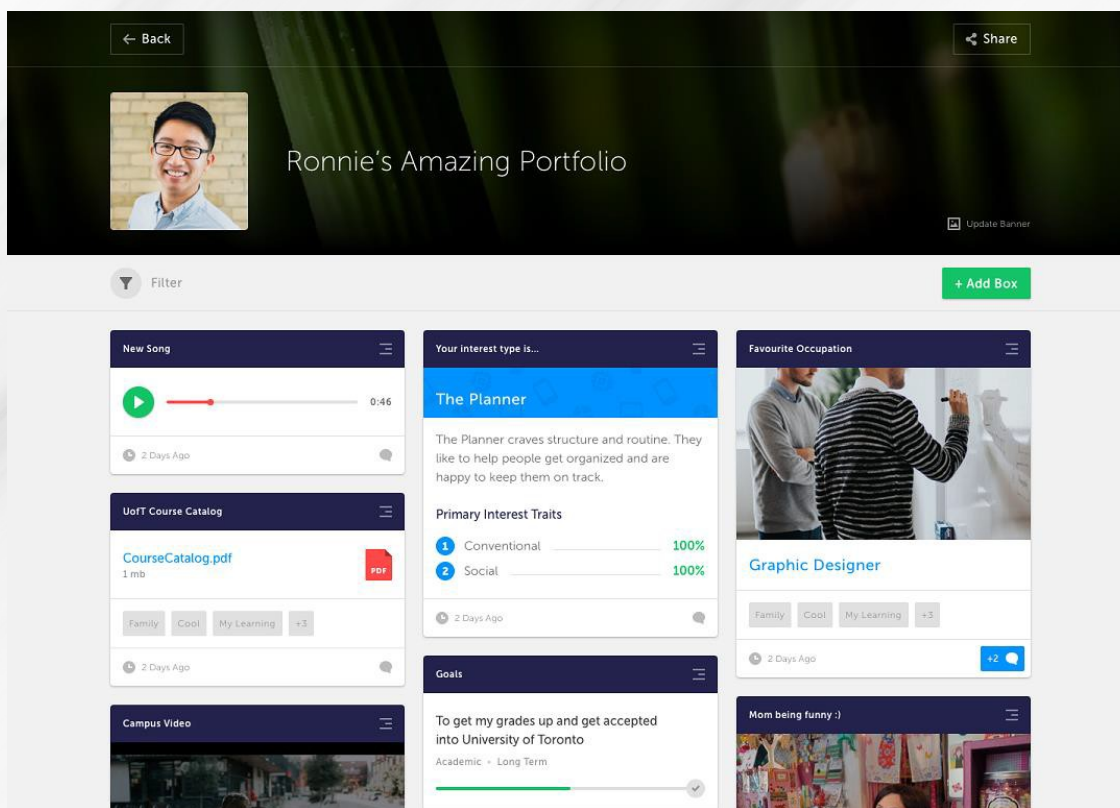 Back
Share
Ronnie's Amazing Portfolio
Update Banner
Filter
+ Add Box
New Song
0:46
2 Days Ago
UofT Course Catalog
CourseCatalog.pdf
1 mb
PDF
Family Cool My Learning +3
2 Days Ago
Campus Video
Your interest type is...
The Planner
The Planner craves structure and routine. They
like to help people get organized and are
happy to keep them on track.
Primary Interest Traits
1 Conventional 100%
2 Social 100%
2 Days Ago
Goals
To get my grades up and get accepted
into University of Toronto
Academic • Long Term
Favourite Occupation
Graphic Designer
Family Cool My Learning +3
2 Days Ago
+2
Mom being funny :)